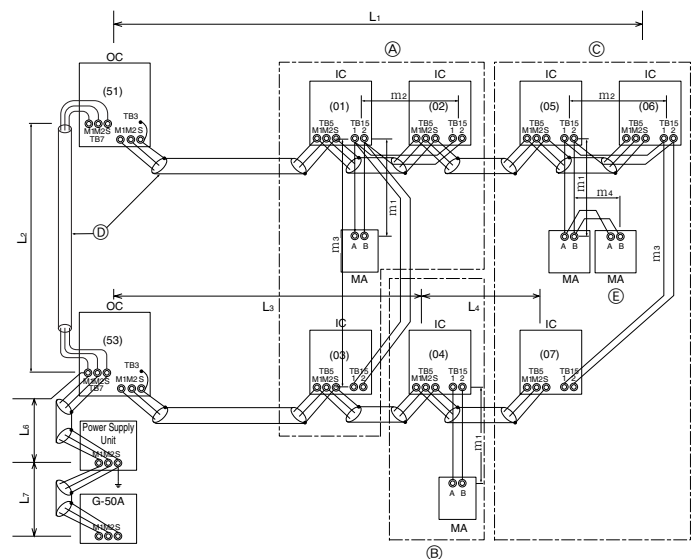 L1
A
C
OC
IC
IC
IC
IC
(51)
(01)
(02)
(05)
(06)
m2
m2
TB3
M1M2S
M1M2S
TB7
TB5
M1M2S
TB15
1 2
TB5
M1M2S
TB15
1 2
TB5
M1M2S
TB15
1 2
TB5
M1M2S
TB15
1 2
m1
m1
m4
L2
D
m3
m3
A B
MA
A B
MA
A B
MA
E
L3
L4
OC
IC
IC
IC
(53)
(03)
(04)
(07)
TB3
M1M2S
M1M2S
TB7
TB5
M1M2S
TB15
1 2
TB5
M1M2S
TB15
1 2
TB5
M1M2S
TB15
1 2
L6
Power Supply
Unit
M1M2S
m1
L7
G-50A
M1M2S
A B
MA
B